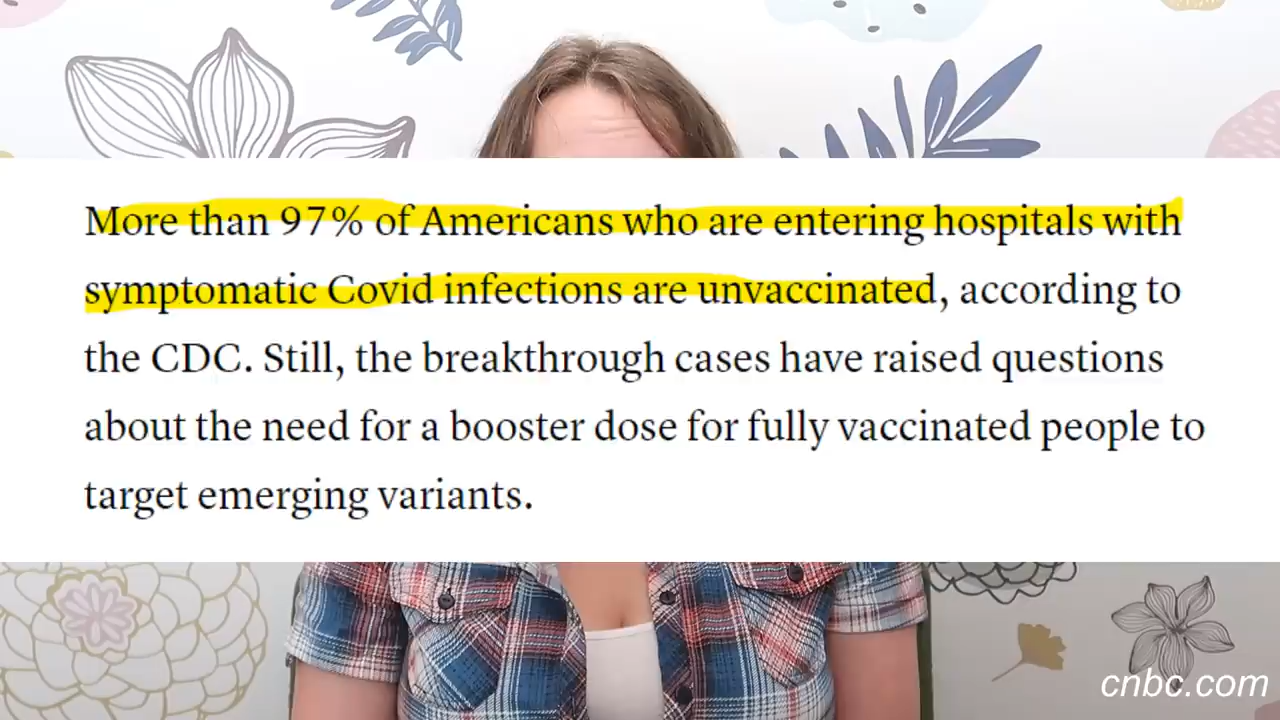 More than 97% of Americans who are entering hospitals with
symptomatic Covid infections are unvaccinated, according to
the CDC. Still, the breakthrough cases have raised questions
about the need for a booster dose for fully vaccinated people to
target emerging variants.
cnbc.com